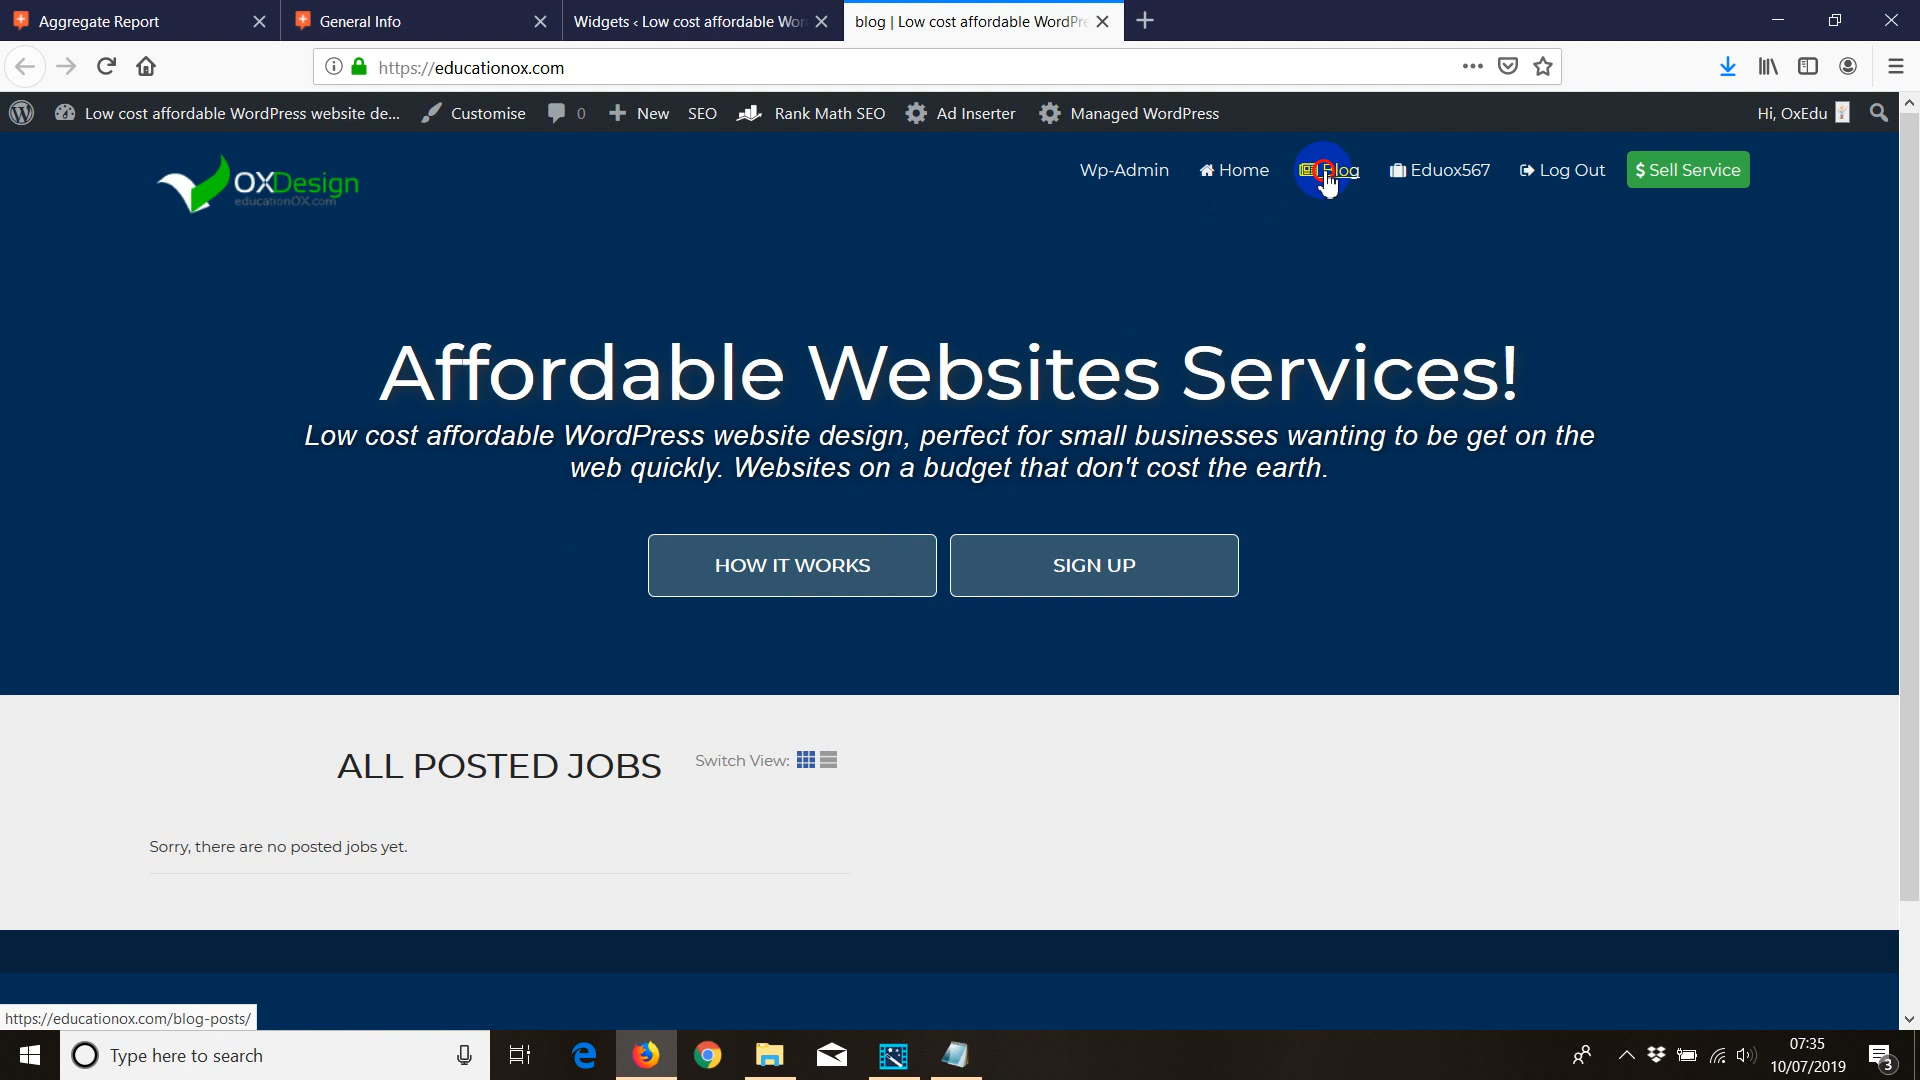 Aggregate Report
General Info
Widgets ‹ Low cost affordable Wor
blog | Low cost affordable WordPre
https://educationox.com
Low cost affordable WordPress website de...
Customise
0
New
SEO
Rank Math SEO
Ad Inserter
Managed WordPress
Hi, OxEdu
OXDesign
educationOX.com
Wp-Admin
Home
Blog
Eduox567
Log Out
$ Sell Service
Affordable Websites Services!
Low cost affordable WordPress website design, perfect for small businesses wanting to be get on the
web quickly. Websites on a budget that don't cost the earth.
HOW IT WORKS
SIGN UP
ALL POSTED JOBS
Switch View:
Sorry, there are no posted jobs yet.
https://educationox.com/blog-posts/
Type here to search
07:35
10/07/2019
3